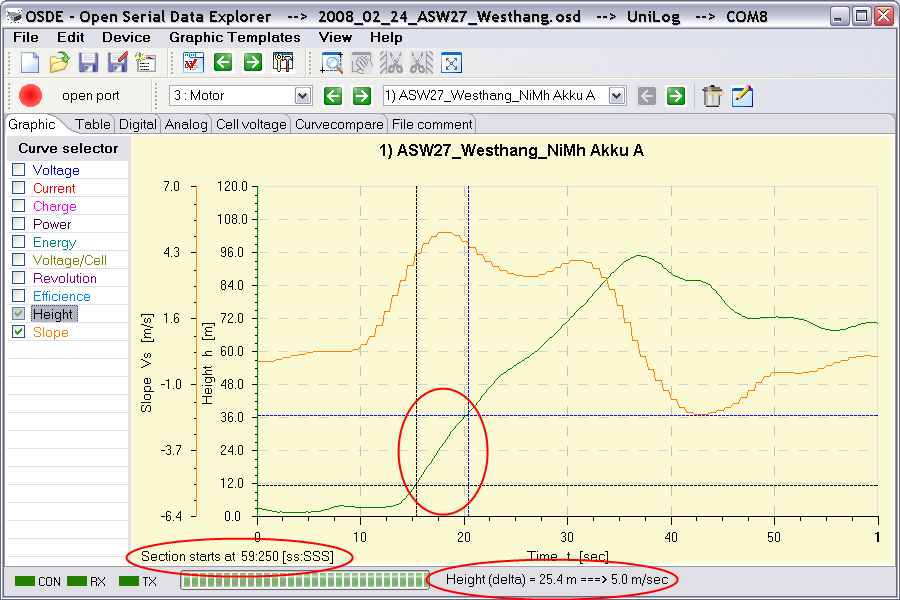 OSDE - Open Serial Data Explorer --> 2008_02_24_ASW27_Westhang.osd --> UniLog --> COM8
File Edit Device Graphic Templates View Help
open port 3 : Motor 1) ASW27_Westhang_NiMh Akku A
Graphic Table Digital Analog Cell voltage Curvecompare File comment
Curve selector
Voltage
Current
Charge
Power
Energy
Voltage/Cell
Revolution
Efficience
Height
Slope
1) ASW27_Westhang_NiMh Akku A
Slope Vs [m/s]
7.0
4.3
1.6
-1.0
-3.7
-6.4
Height h [m]
120.0
108.0
96.0
84.0
72.0
60.0
48.0
36.0
24.0
12.0
0.0
0 10 20 30 40 50 1
Time t [sec]
Section starts at 59:250 [ss:SSS]
CON RX TX
Height (delta) = 25.4 m ===> 5.0 m/sec